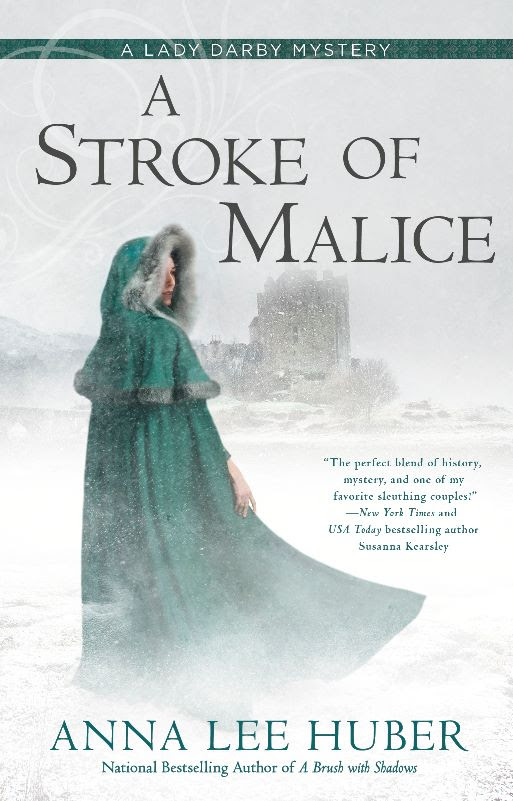 A LADY DARBY MYSTERY
A
STROKE OF
MALICE
“The perfect blend of history,
mystery, and one of my
favorite sleuthing couples!”
—New York Times and
USA Today bestselling author
Susanna Kearsley
ANNA LEE HUBER
National Bestselling Author of A Brush with Shadows